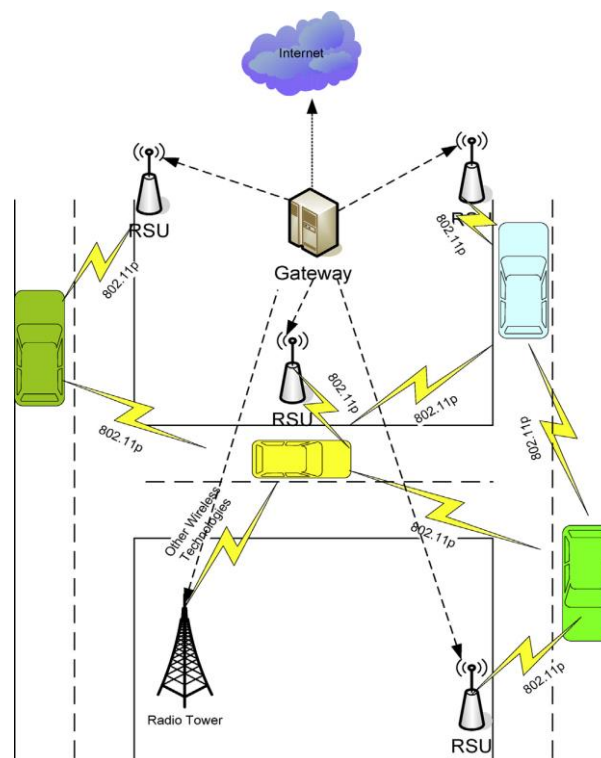 Internet
RSU
RSU
802.11p
802.11p
Gateway
802.11p
802.11p
RSU
802.11p
802.11p
802.11p
Other Wireless
Technologies
Radio Tower
802.11p
RSU